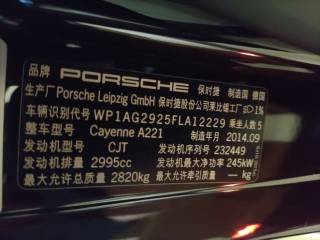 品牌 PORSCHE 保时捷 制造国 德国
生产厂 Porsche Leipzig GmbH 保时捷股份公司莱比锡工厂 1%
车辆识别代号 WP1AG2925FLA12229 乘坐人数 5
整车型号 Cayenne A221 制造年月 2014.09
发动机型号 CJT 发动机序列号 232449
发动机排量 2995cc 发动机最大净功率 245kW
最大允许总质量 2820kg 最大允许牵引质量 — kg